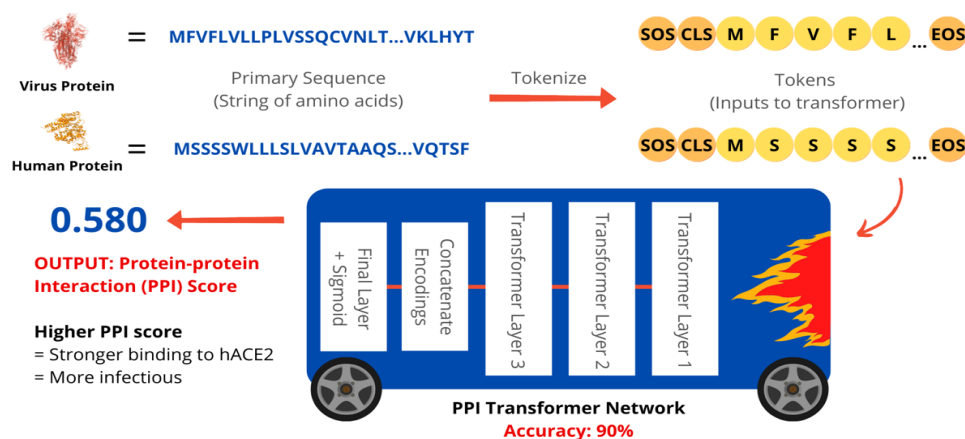 Virus Protein
=
MFVFLVLLPLVSSQCVNLT...VKLHYT
SOS CLS M F V F L ... EOS
Primary Sequence
(String of amino acids)
Tokenize
Tokens
(Inputs to transformer)
Human Protein
=
MSSSSWLLLSLVAVTAAQS...VQTSF
SOS CLS M S S S S ... EOS
0.580
OUTPUT: Protein-protein
Interaction (PPI) Score
Higher PPI score
= Stronger binding to hACE2
= More infectious
Final Layer
+ Sigmoid
Concatenate
Encodings
Transformer Layer 3
Transformer Layer 2
Transformer Layer 1
PPI Transformer Network
Accuracy: 90%